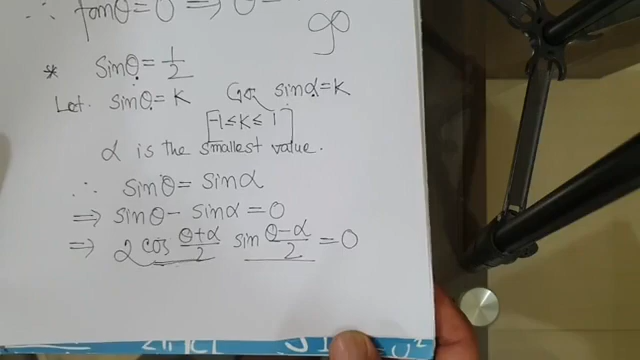 ∴ tanθ = 0 ⟹ θ =
* sinθ = 1/2
Let. sinθ = K sinα = K
[-1 ≤ K ≤ 1]
α is the smallest value.
∴ sinθ = sinα
⟹ sinθ - sinα = 0
⟹ 2 cos (θ+α)/2 sin (θ-α)/2 = 0